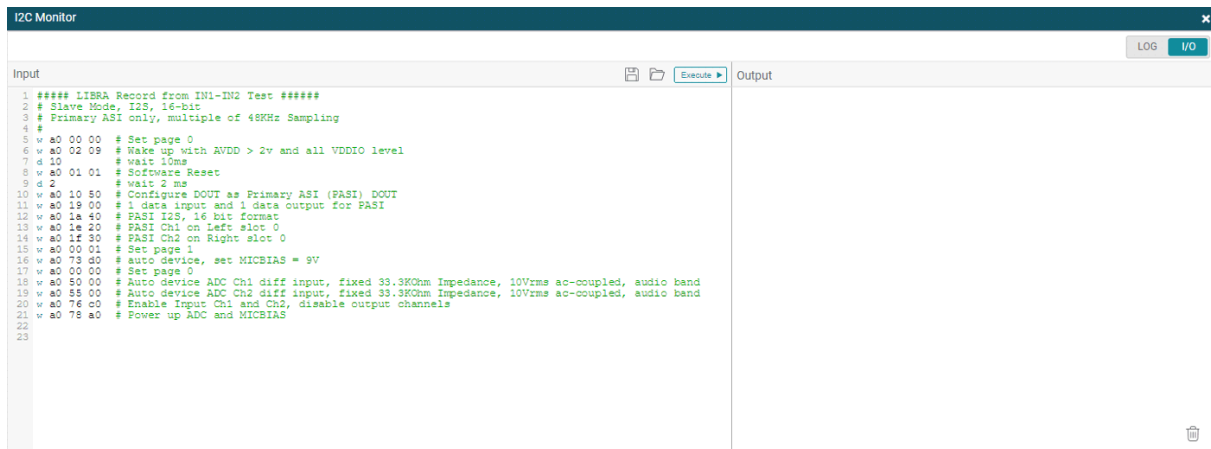 I2C Monitor
LOG I/O
Input Execute Output
1 ##### LIBRA Record from IN1-IN2 Test ######
2 # Slave Mode, I2S, 16-bit
3 # Primary ASI only, multiple of 48KHz Sampling
4 #
5 w a0 00 00 # Set page 0
6 w a0 02 09 # Wake up with AVDD > 2v and all VDDIO level
7 d 10 # wait 10ms
8 w a0 01 01 # Software Reset
9 d 2 # wait 2 ms
10 w a0 10 50 # Configure DOUT as Primary ASI (PASI) DOUT
11 w a0 19 00 # 1 data input and 1 data output for PASI
12 w a0 1a 40 # PASI I2S, 16 bit format
13 w a0 1e 20 # PASI Ch1 on Left slot 0
14 w a0 1f 30 # PASI Ch2 on Right slot 0
15 w a0 00 01 # Set page 1
16 w a0 73 d0 # auto device, set MICBIAS = 9V
17 w a0 00 00 # Set page 0
18 w a0 50 00 # Auto device ADC Ch1 diff input, fixed 33.3KOhm Impedance, 10Vrms ac-coupled, audio band
19 w a0 55 00 # Auto device ADC Ch2 diff input, fixed 33.3KOhm Impedance, 10Vrms ac-coupled, audio band
20 w a0 76 c0 # Enable Input Ch1 and Ch2, disable output channels
21 w a0 78 a0 # Power up ADC and MICBIAS
22
23